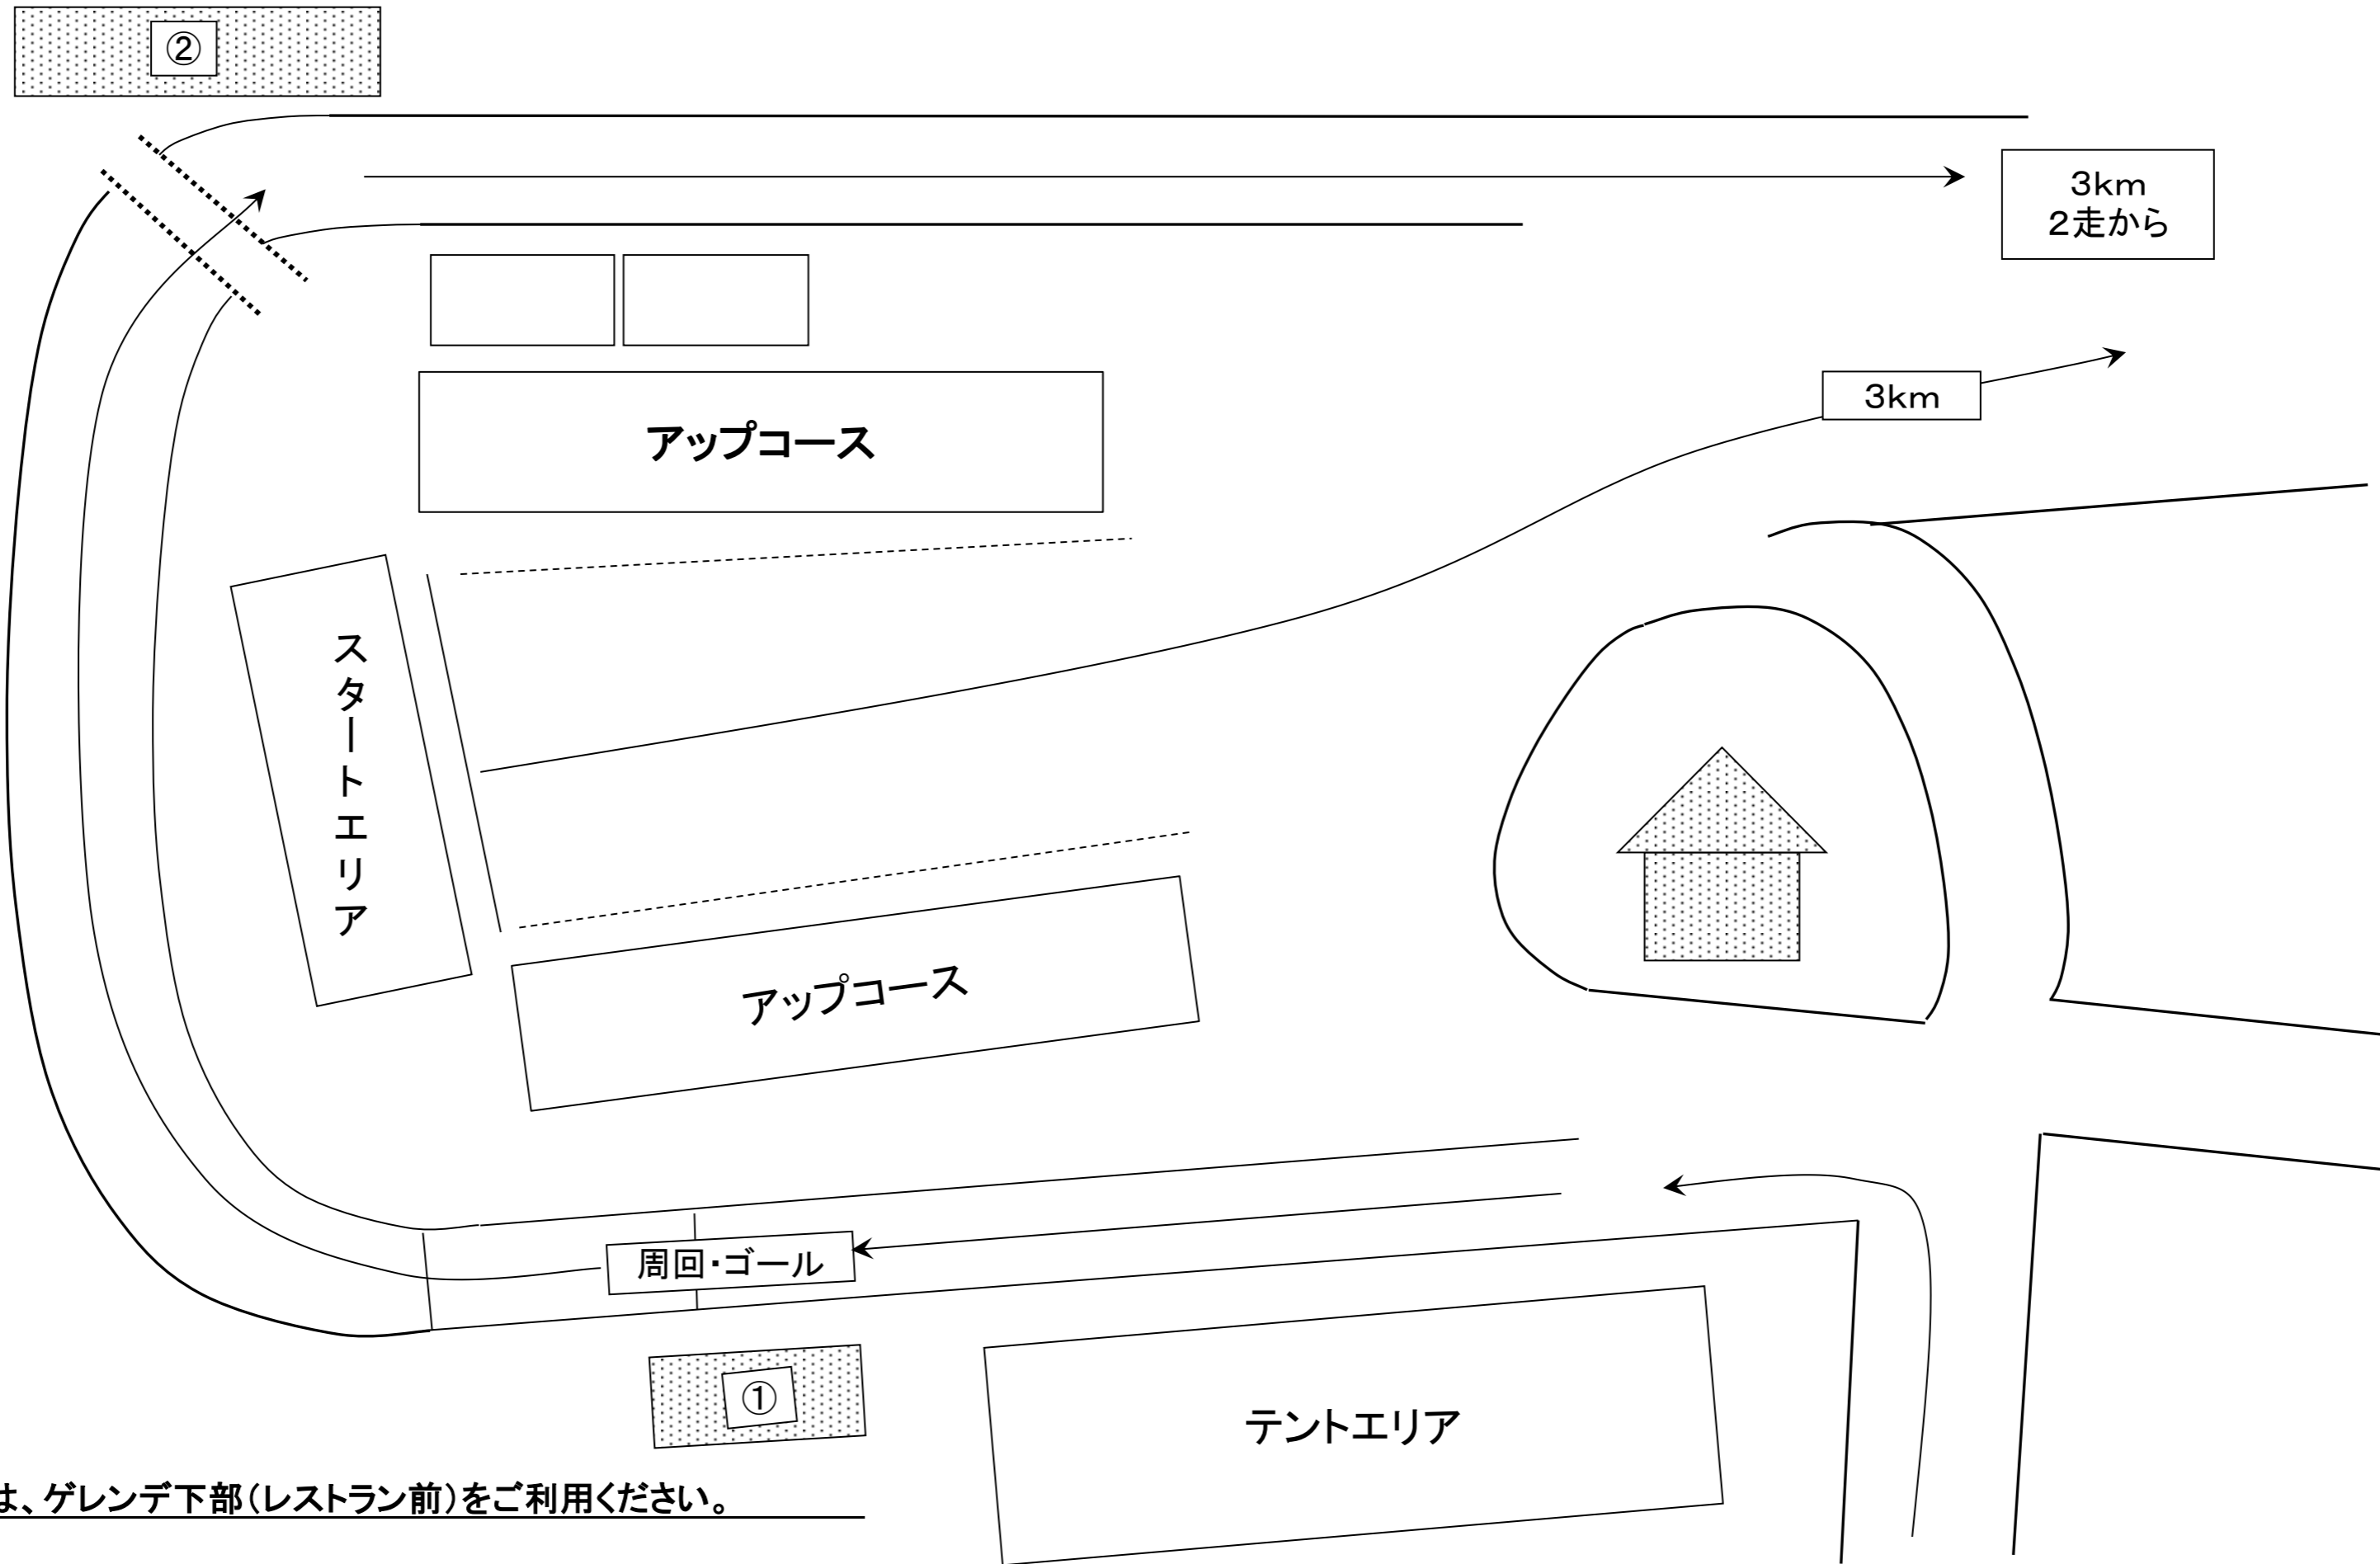 ②
3km
2走から
3km
アップコース
スタートエリア
アップコース
周回・ゴール
①
テントエリア
は、ゲレンデ下部（レストラン前）をご利用ください。